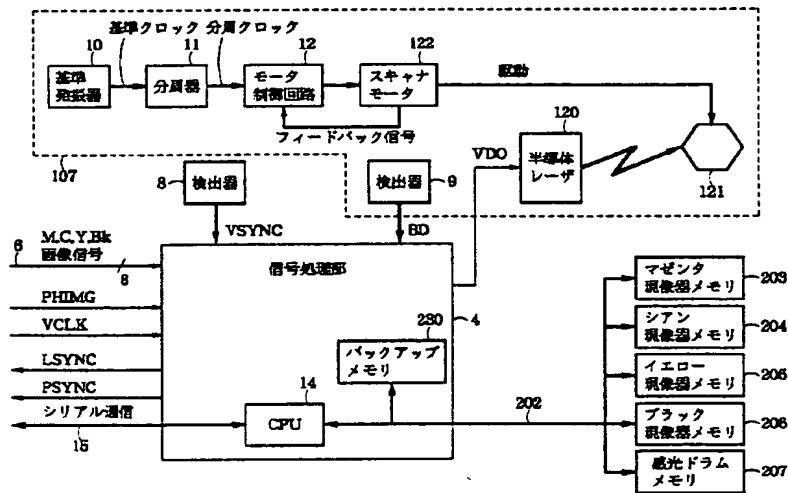 基準クロック
分周クロック
10
11
12
122
基準
発振器
分周器
モータ
制御回路
スキャナ
モータ
駆動
フィードバック信号
120
VDO
半導体
レーザ
107
121
8
検出器
検出器
9
VSYNC
BD
6
M,C,Y,Bk
画像信号
8
信号処理部
PHIMG
VCLK
4
LSYNC
PSYNC
シリアル通信
15
230
バックアップ
メモリ
14
CPU
202
マゼンタ
現像器メモリ
203
シアン
現像器メモリ
204
イエロー
現像器メモリ
205
ブラック
現像器メモリ
206
感光ドラム
メモリ
207